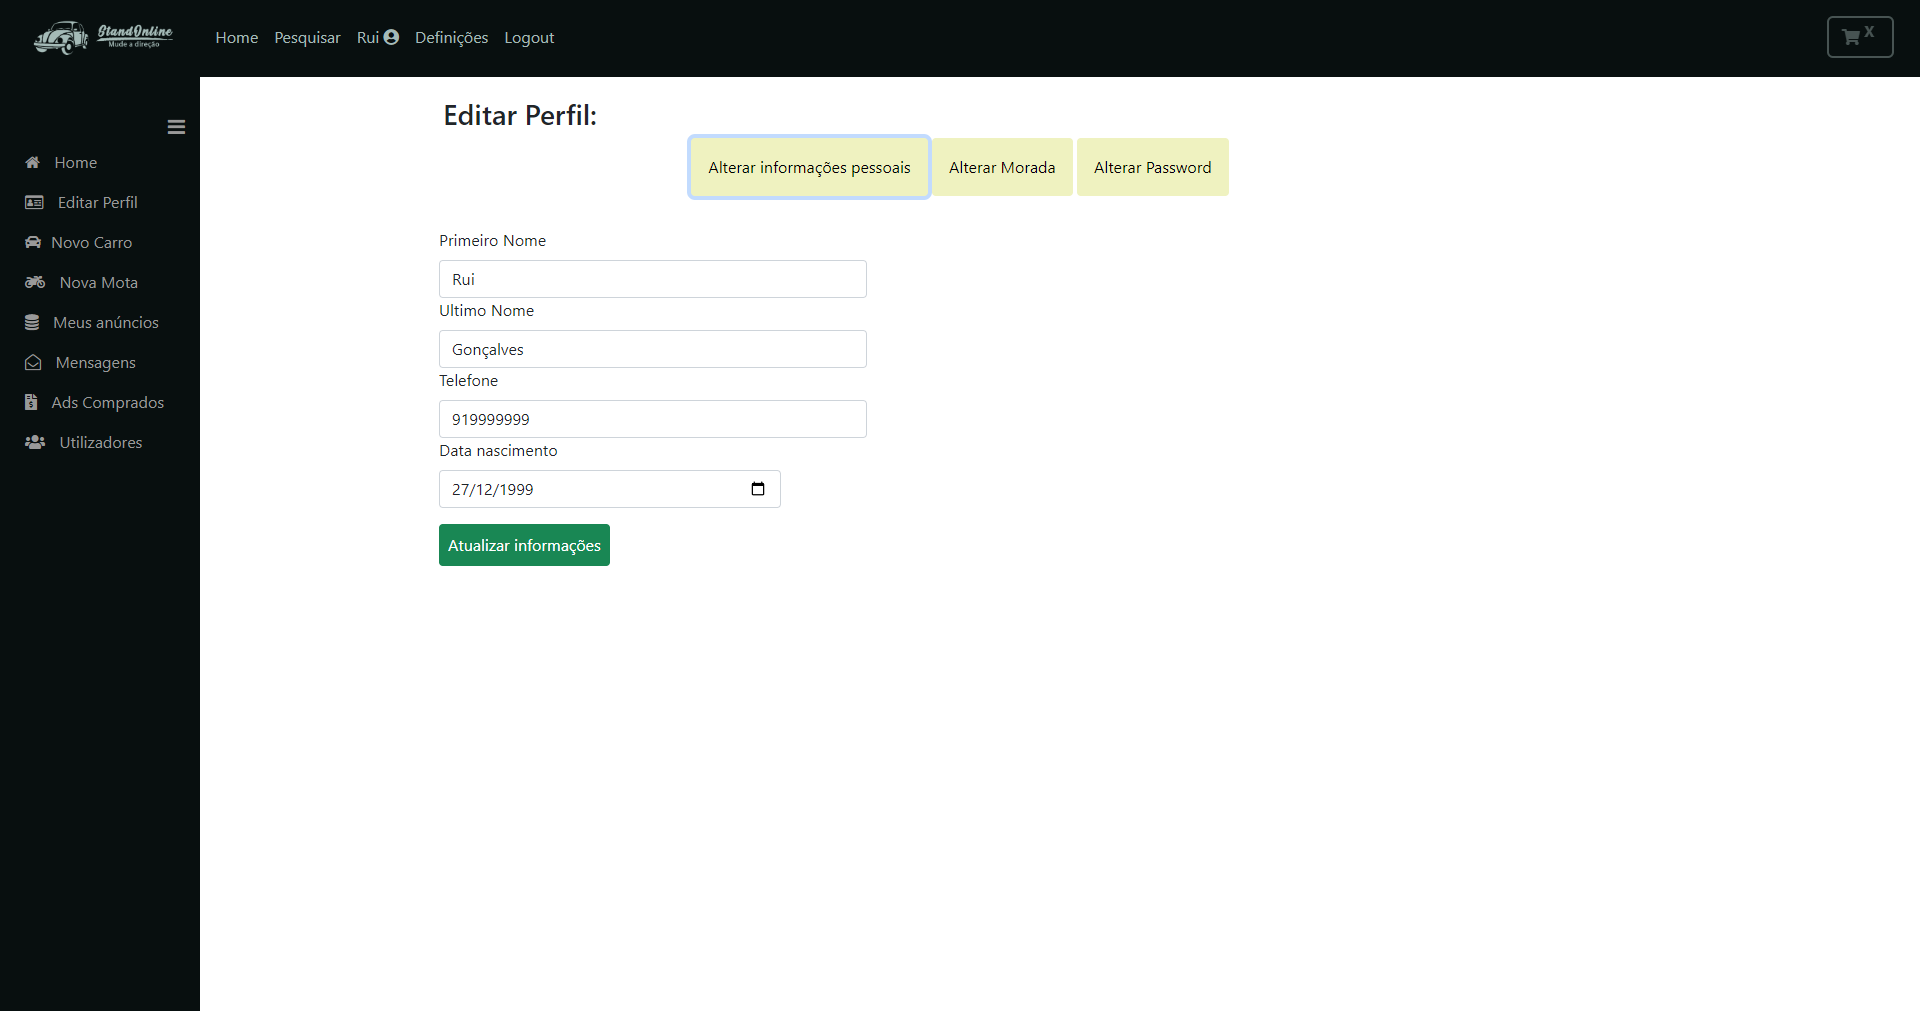 StandOnline
Mude a direção
Home Pesquisar Rui Definições Logout
X
Home
Editar Perfil
Novo Carro
Nova Mota
Meus anúncios
Mensagens
Ads Comprados
Utilizadores
Editar Perfil:
Alterar informações pessoais Alterar Morada Alterar Password
Primeiro Nome
Rui
Ultimo Nome
Gonçalves
Telefone
919999999
Data nascimento
27/12/1999
Atualizar informações